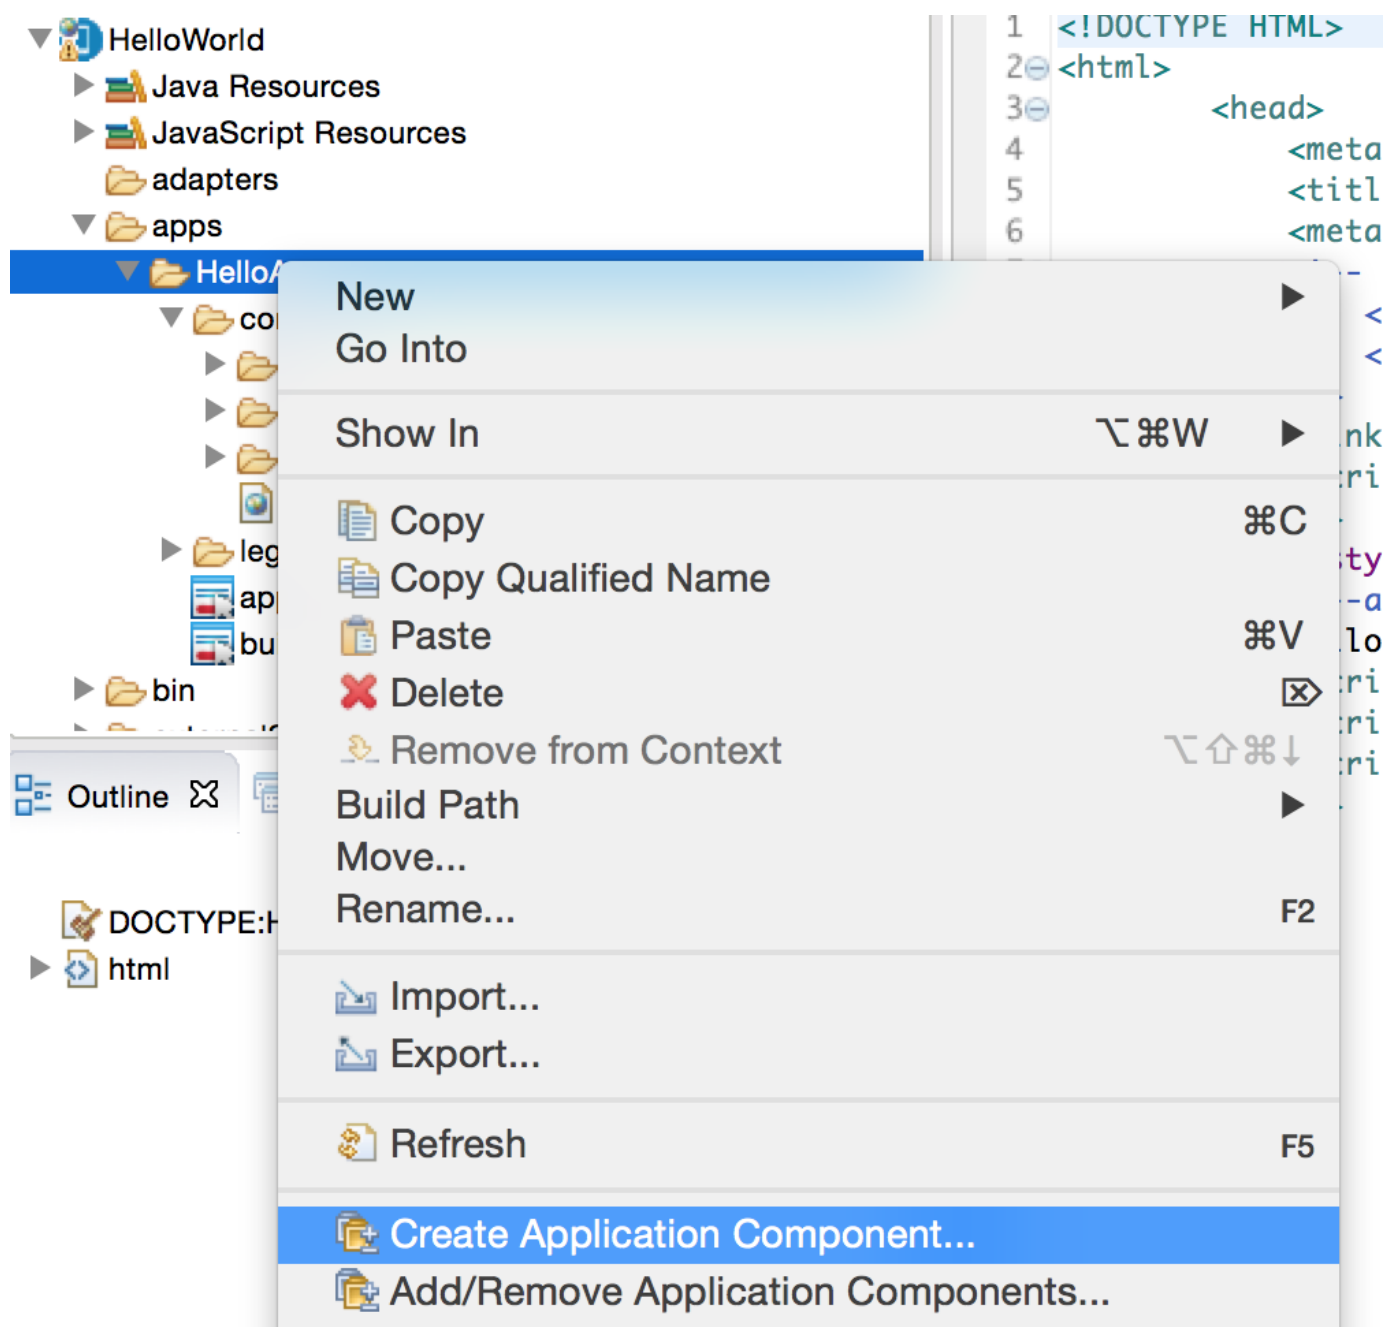 HelloWorld
Java Resources
JavaScript Resources
adapters
apps
HelloA
New
Go Into
Show In ⌥⌘W
Copy ⌘C
Copy Qualified Name
Paste ⌘V
Delete ⌦
Remove from Context ⌥⇧⌘↓
Build Path
Move...
Rename... F2
Import...
Export...
Refresh F5
Create Application Component...
Add/Remove Application Components...
bin
Outline
DOCTYPE:H
html
1 <!DOCTYPE HTML>
2 <html>
3 <head>
4 <meta
5 <titl
6 <meta